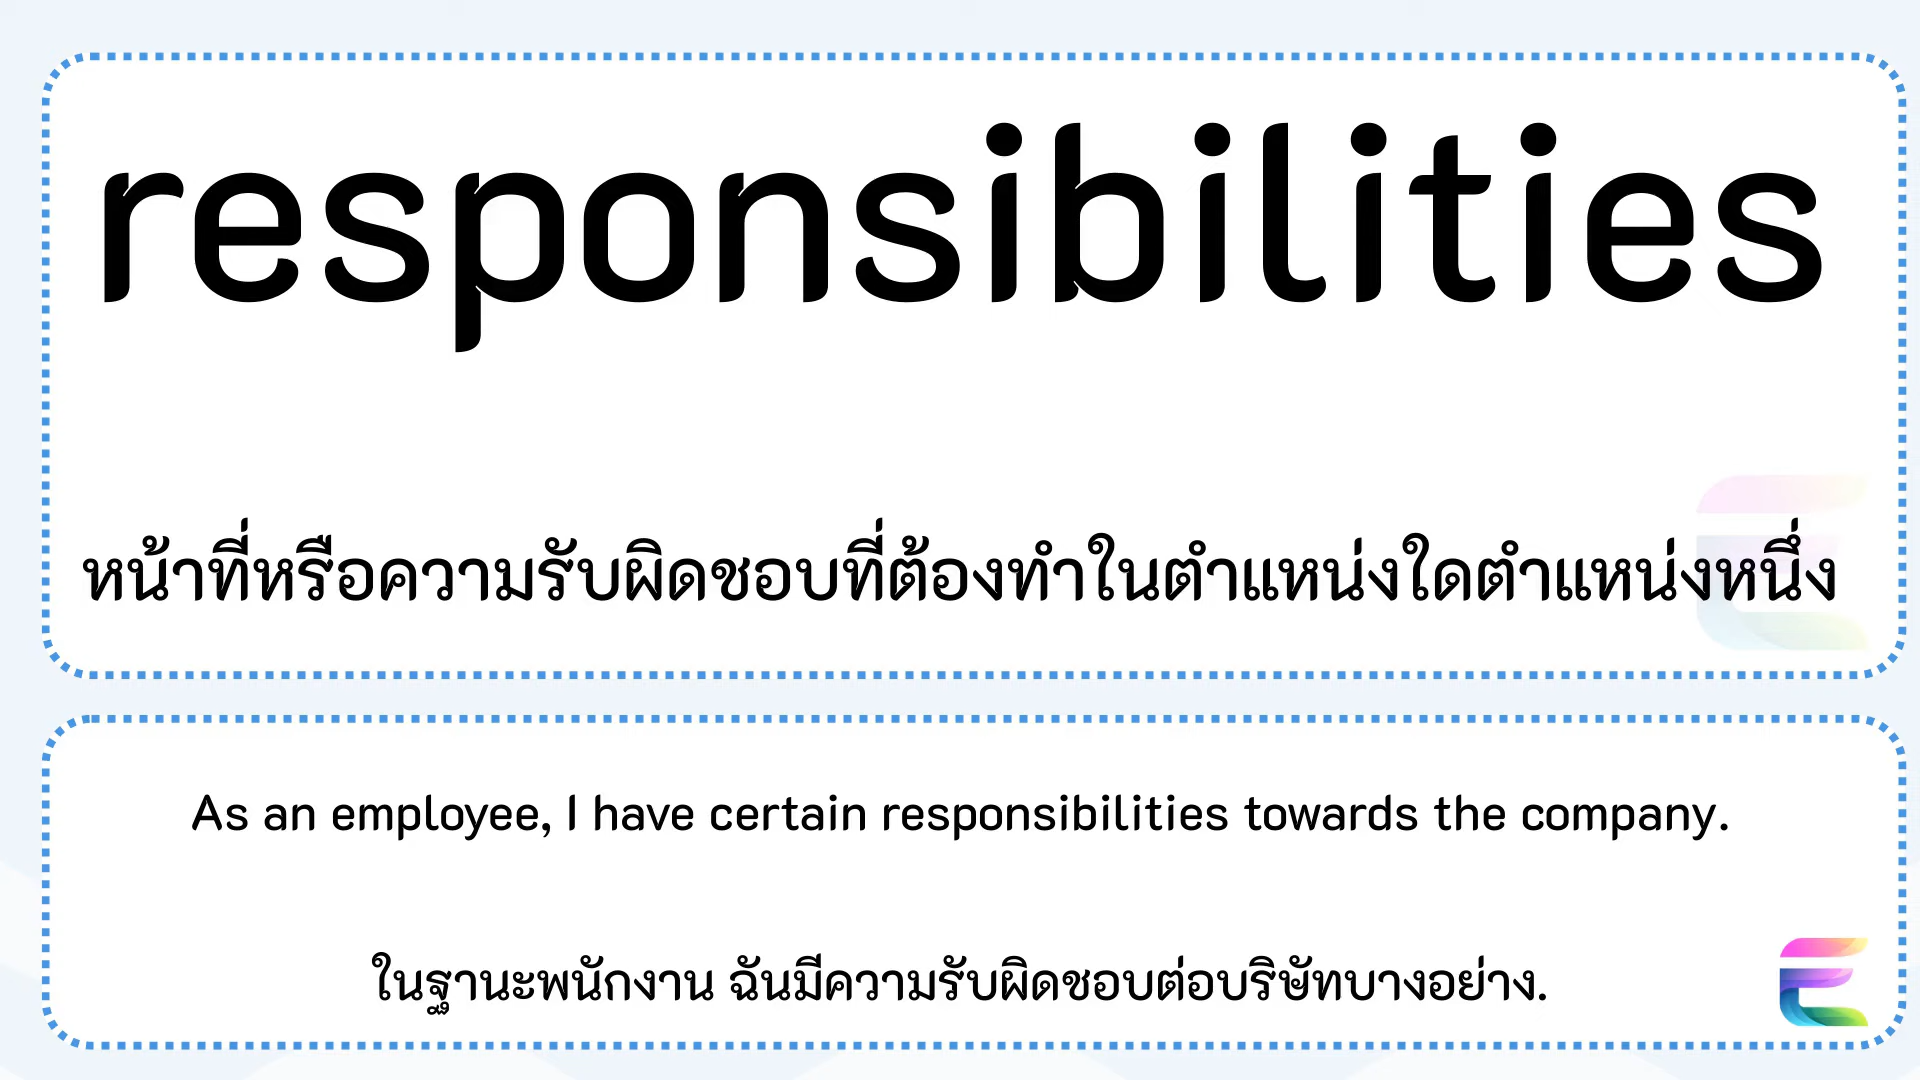 responsibilities
หน้าที่หรือความรับผิดชอบที่ต้องทำในตำแหน่งใดตำแหน่งหนึ่ง
As an employee, I have certain responsibilities towards the company.
ในฐานะพนักงาน ฉันมีความรับผิดชอบต่อบริษัทบางอย่าง.